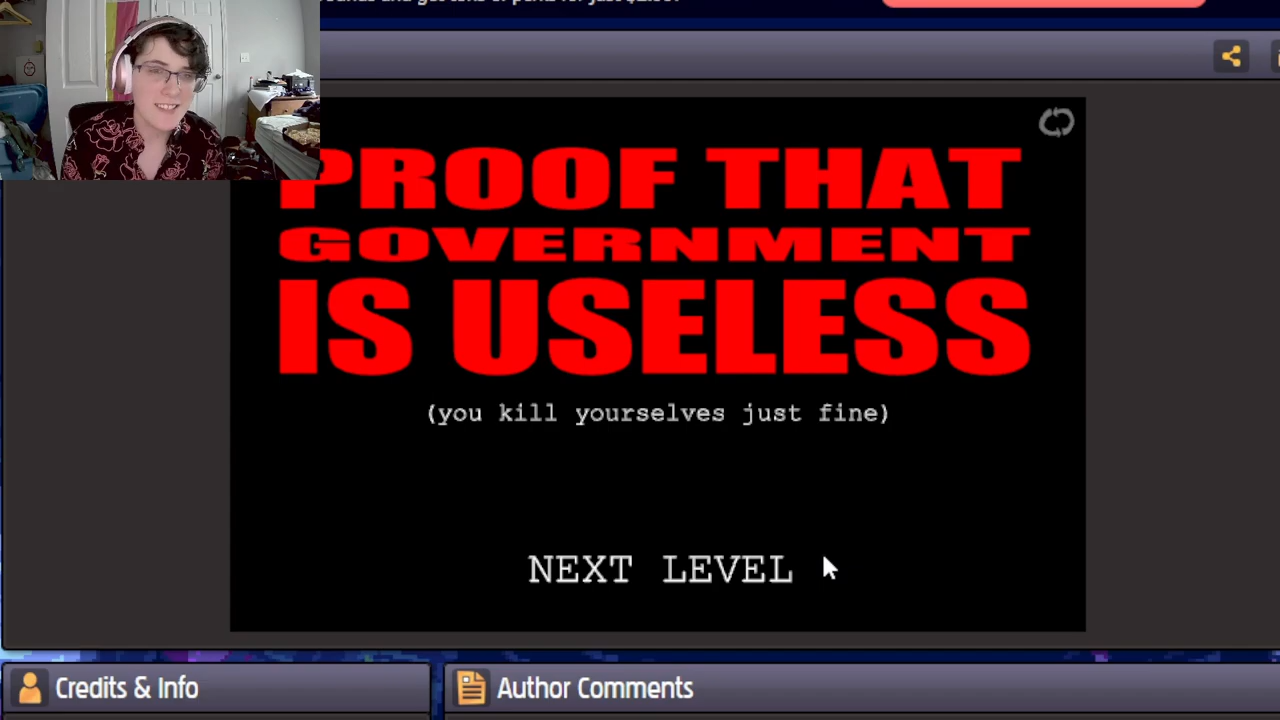 PROOF THAT
GOVERNMENT
IS USELESS
(you kill yourselves just fine)
NEXT LEVEL
Credits & Info
Author Comments